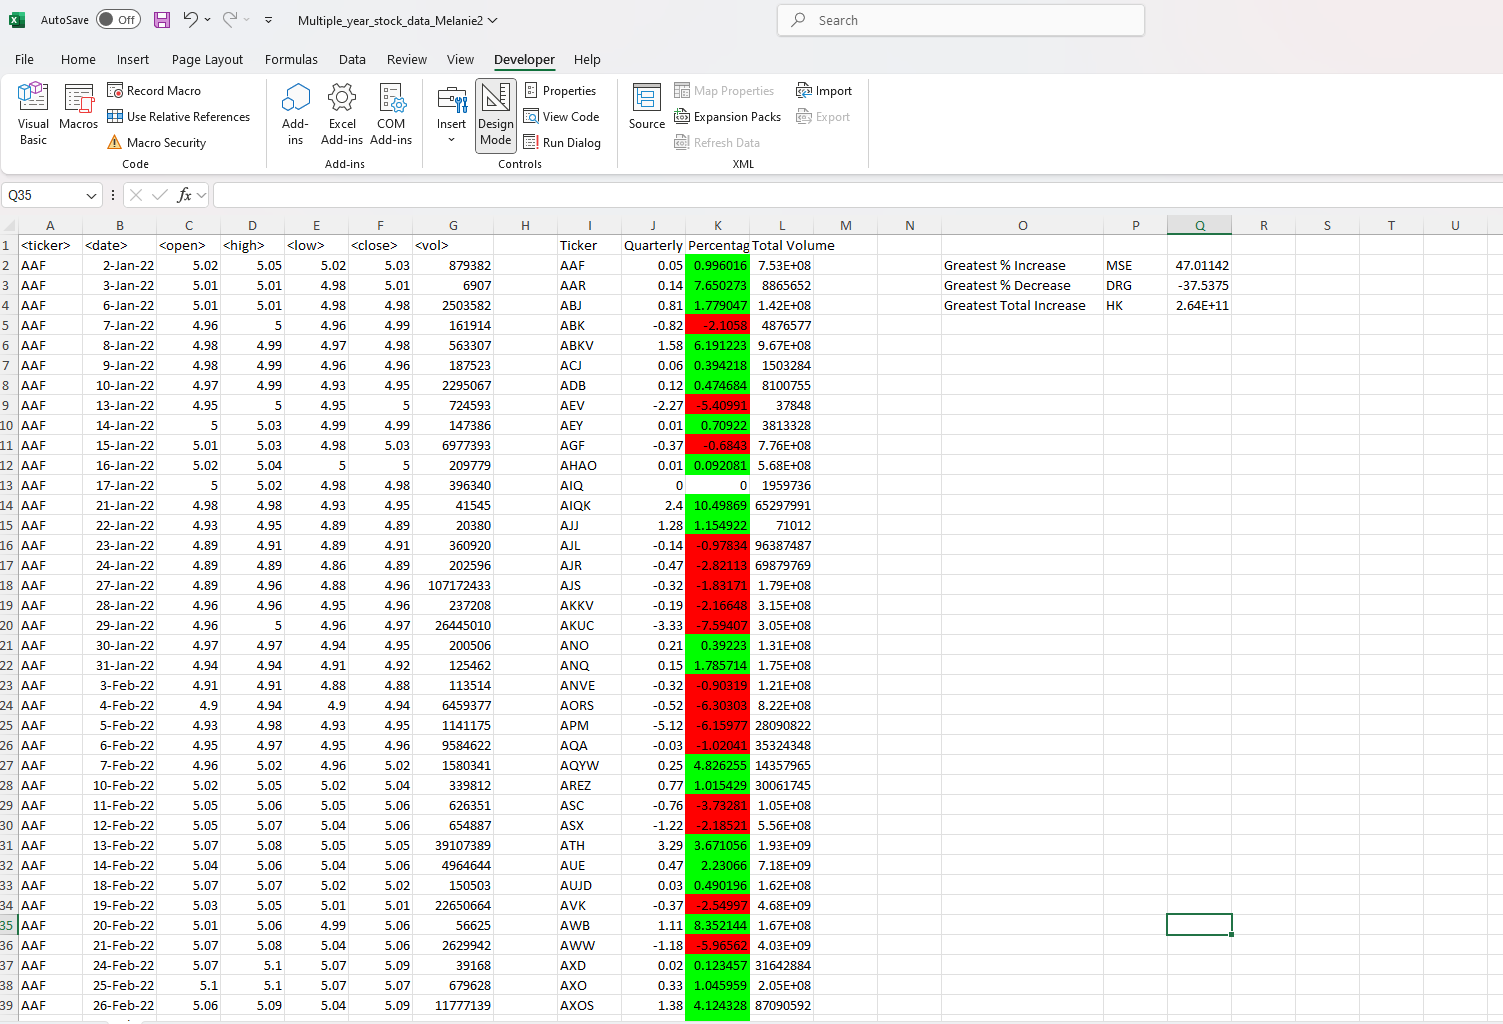 AutoSave Off Multiple_year_stock_data_Melanie2 Search
File Home Insert Page Layout Formulas Data Review View Developer Help
Visual Basic Macros Record Macro Use Relative References Macro Security Code
Add-ins Excel Add-ins COM Add-ins Add-ins
Insert Design Mode Properties View Code Run Dialog Controls
Source Map Properties Expansion Packs Refresh Data Import Export XML
Q35 fx
A B C D E F G H I J K L M N O P Q R S T U
1 <ticker> <date> <open> <high> <low> <close> <vol> Ticker Quarterly Percentag Total Volume
2 AAF 2-Jan-22 5.02 5.05 5.02 5.03 879382 AAF 0.05 0.996016 7.53E+08 Greatest % Increase MSE 47.01142
3 AAF 3-Jan-22 5.01 5.01 4.98 5.01 6907 AAR 0.14 7.650273 8865652 Greatest % Decrease DRG -37.5375
4 AAF 6-Jan-22 5.01 5.01 4.98 4.98 2503582 ABJ 0.81 1.779047 1.42E+08 Greatest Total Increase HK 2.64E+11
5 AAF 7-Jan-22 4.96 5 4.96 4.99 161914 ABK -0.82 -2.1058 4876577
6 AAF 8-Jan-22 4.98 4.99 4.97 4.98 563307 ABKV 1.58 6.191223 9.67E+08
7 AAF 9-Jan-22 4.98 4.99 4.96 4.96 187523 ACJ 0.06 0.394218 1503284
8 AAF 10-Jan-22 4.97 4.99 4.93 4.95 2295067 ADB 0.12 0.474684 8100755
9 AAF 13-Jan-22 4.95 5 4.95 5 724593 AEV -2.27 -5.40991 37848
10 AAF 14-Jan-22 5 5.03 4.99 4.99 147386 AEY 0.01 0.70922 3813328
11 AAF 15-Jan-22 5.01 5.03 4.98 5.03 6977393 AGF -0.37 -0.6843 7.76E+08
12 AAF 16-Jan-22 5.02 5.04 5 5 209779 AHAO 0.01 0.092081 5.68E+08
13 AAF 17-Jan-22 5 5.02 4.98 4.98 396340 AIQ 0 0 1959736
14 AAF 21-Jan-22 4.98 4.98 4.93 4.95 41545 AIQK 2.4 10.49869 65297991
15 AAF 22-Jan-22 4.93 4.95 4.89 4.89 20380 AJJ 1.28 1.154922 71012
16 AAF 23-Jan-22 4.89 4.91 4.89 4.91 360920 AJL -0.14 -0.97834 96387487
17 AAF 24-Jan-22 4.89 4.89 4.86 4.89 202596 AJR -0.47 -2.82113 69879769
18 AAF 27-Jan-22 4.89 4.96 4.88 4.96 107172433 AJS -0.32 -1.83171 1.79E+08
19 AAF 28-Jan-22 4.96 4.96 4.95 4.96 237208 AKKV -0.19 -2.16648 3.15E+08
20 AAF 29-Jan-22 4.96 5 4.96 4.97 26445010 AKUC -3.33 -7.59407 3.05E+08
21 AAF 30-Jan-22 4.97 4.97 4.94 4.95 200506 ANO 0.21 0.39223 1.31E+08
22 AAF 31-Jan-22 4.94 4.94 4.91 4.92 125462 ANQ 0.15 1.785714 1.75E+08
23 AAF 3-Feb-22 4.91 4.91 4.88 4.88 113514 ANVE -0.32 -0.90319 1.21E+08
24 AAF 4-Feb-22 4.9 4.94 4.9 4.94 6459377 AORS -0.52 -6.30303 8.22E+08
25 AAF 5-Feb-22 4.93 4.98 4.93 4.95 1141175 APM -5.12 -6.15977 28090822
26 AAF 6-Feb-22 4.95 4.97 4.95 4.96 9584622 AQA -0.03 -1.02041 35324348
27 AAF 7-Feb-22 4.96 5.02 4.96 5.02 1580341 AQYW 0.25 4.826255 14357965
28 AAF 10-Feb-22 5.02 5.05 5.02 5.04 339812 AREZ 0.77 1.015429 30061745
29 AAF 11-Feb-22 5.05 5.06 5.05 5.06 626351 ASC -0.76 -3.73281 1.05E+08
30 AAF 12-Feb-22 5.05 5.07 5.04 5.06 654887 ASX -1.22 -2.18521 5.56E+08
31 AAF 13-Feb-22 5.07 5.08 5.05 5.05 39107389 ATH 3.29 3.671056 1.93E+09
32 AAF 14-Feb-22 5.04 5.06 5.04 5.06 4964644 AUE 0.47 2.23066 7.18E+09
33 AAF 18-Feb-22 5.07 5.07 5.02 5.02 150503 AUJD 0.03 0.490196 1.62E+08
34 AAF 19-Feb-22 5.03 5.05 5.01 5.01 22650664 AVK -0.37 -2.54997 4.68E+09
35 AAF 20-Feb-22 5.01 5.06 4.99 5.06 56625 AWB 1.11 8.352144 1.67E+08
36 AAF 21-Feb-22 5.07 5.08 5.04 5.06 2629942 AWW -1.18 -5.96562 4.03E+09
37 AAF 24-Feb-22 5.07 5.1 5.07 5.09 39168 AXD 0.02 0.123457 31642884
38 AAF 25-Feb-22 5.1 5.1 5.07 5.07 679628 AXO 0.33 1.045959 2.05E+08
39 AAF 26-Feb-22 5.06 5.09 5.04 5.09 11777139 AXOS 1.38 4.124328 87090592